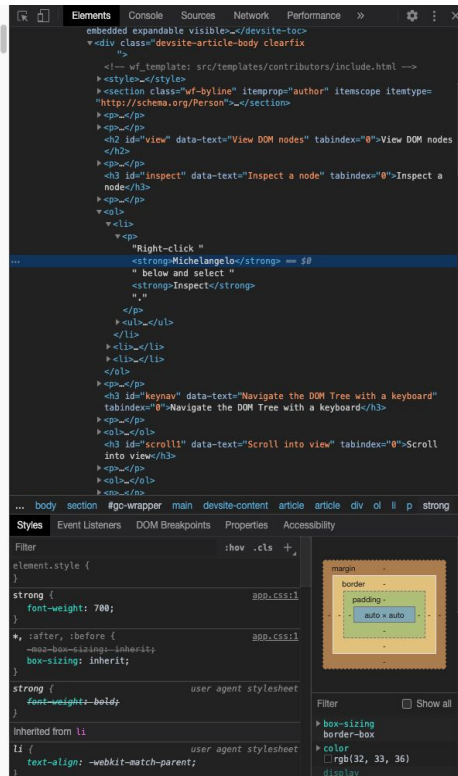 Elements Console Sources Network Performance »
embedded expandable visible>…</devsite-toc>
▼<div class="devsite-article-body clearfix
">
<!-- wf_template: src/templates/contributors/include.html -->
▶<style>…</style>
▶<section class="wf-byline" itemprop="author" itemscope itemtype=
"http://schema.org/Person">…</section>
▶<p>…</p>
▶<p>…</p>
<h2 id="view" data-text="View DOM nodes" tabindex="0">View DOM nodes
</h2>
▶<p>…</p>
<h3 id="inspect" data-text="Inspect a node" tabindex="0">Inspect a
node</h3>
▶<p>…</p>
▼<ol>
▼<li>
▼<p>
"Right-click "
… <strong>Michelangelo</strong> == $0
" below and select "
<strong>Inspect</strong>
"."
</p>
▶<ul>…</ul>
</li>
▶<li>…</li>
▶<li>…</li>
</ol>
▶<p>…</p>
<h3 id="keynav" data-text="Navigate the DOM Tree with a keyboard"
tabindex="0">Navigate the DOM Tree with a keyboard</h3>
▶<p>…</p>
▶<ol>…</ol>
<h3 id="scroll1" data-text="Scroll into view" tabindex="0">Scroll
into view</h3>
▶<p>…</p>
▶<ol>…</ol>
▶<p>…</p>
... body section #gc-wrapper main devsite-content article article div ol li p strong
Styles Event Listeners DOM Breakpoints Properties Accessibility
Filter :hov .cls +
element.style {
}
strong { app.css:1
font-weight: 700;
}
*, :after, :before { app.css:1
-moz-box-sizing: inherit;
box-sizing: inherit;
}
strong { user agent stylesheet
font-weight: bold;
}
Inherited from li
li { user agent stylesheet
text-align: -webkit-match-parent;
}
margin -
border -
padding -
- - - auto × auto - - -
-
-
-
Filter Show all
▶ box-sizing
border-box
▶ color
rgb(32, 33, 36)
display